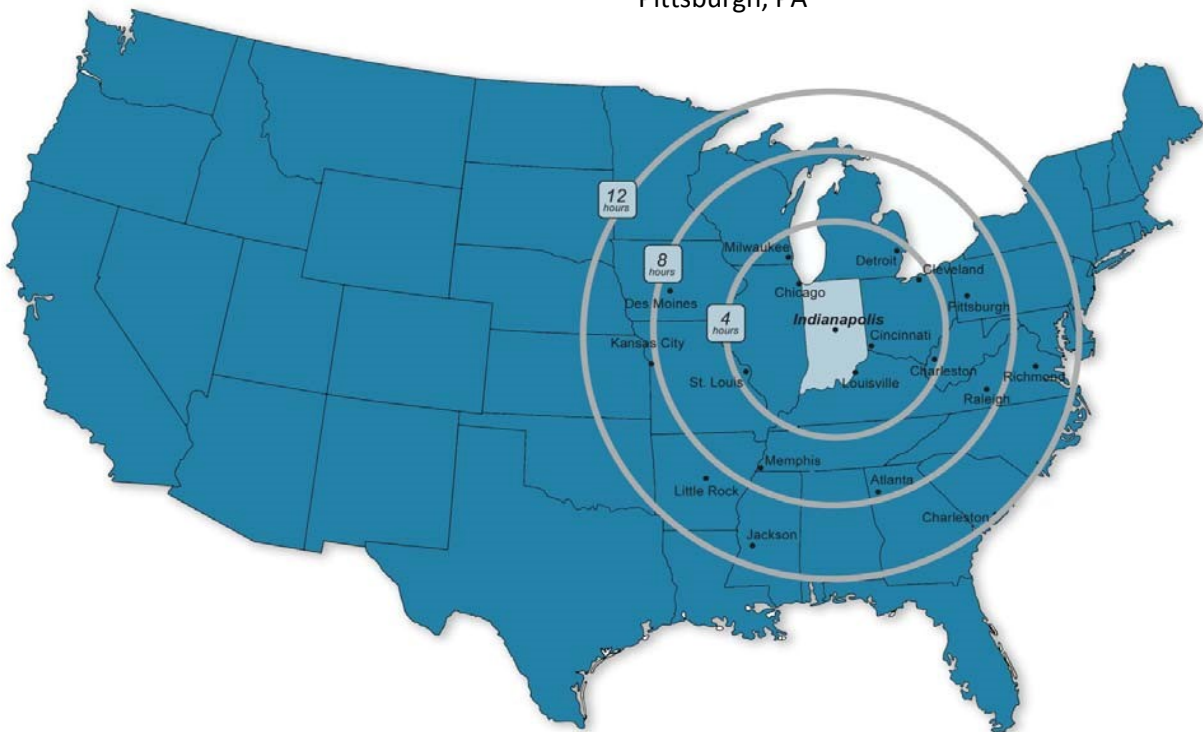 Pittsburgh, PA
12
hours
Milwaukee
Detroit
8
hours
Cleveland
Chicago
Des Moines
Pittsburgh
4
hours
Indianapolis
Cincinnati
Kansas City
Charleston
St. Louis
Louisville
Richmond
Raleigh
Memphis
Little Rock
Atlanta
Charleston
Jackson